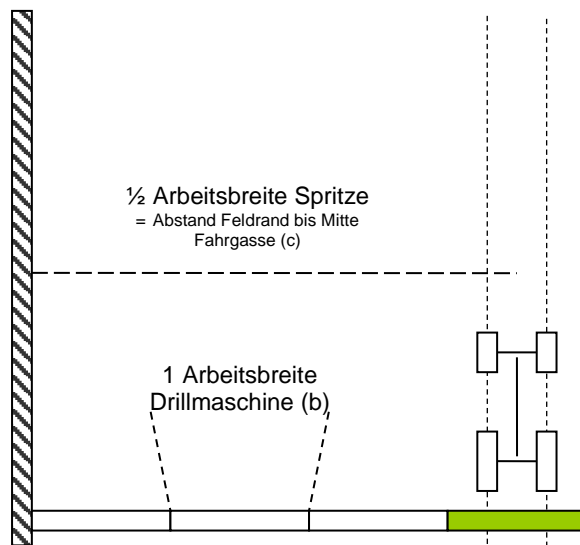 ½ Arbeitsbreite Spritze
= Abstand Feldrand bis Mitte
Fahrgasse (c)
1 Arbeitsbreite
Drillmaschine (b)